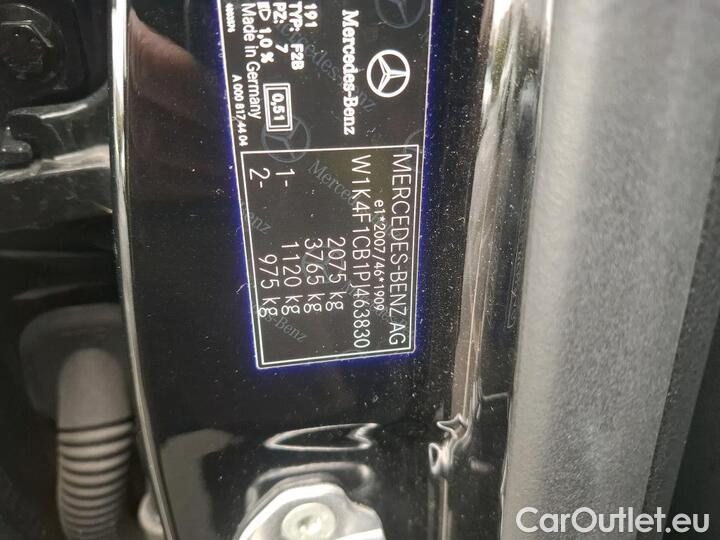 Mercedes-Benz
191
TYP: F2B
PZ: 7
1,0 % 0,51
Made in Germany
A 000 817 44 04
MERCEDES-BENZ AG
e1*2007/46*1909
W1K4F1CB1PJ463830
2075 kg
3765 kg
1- 1120 kg
2- 975 kg
CarOutlet.eu